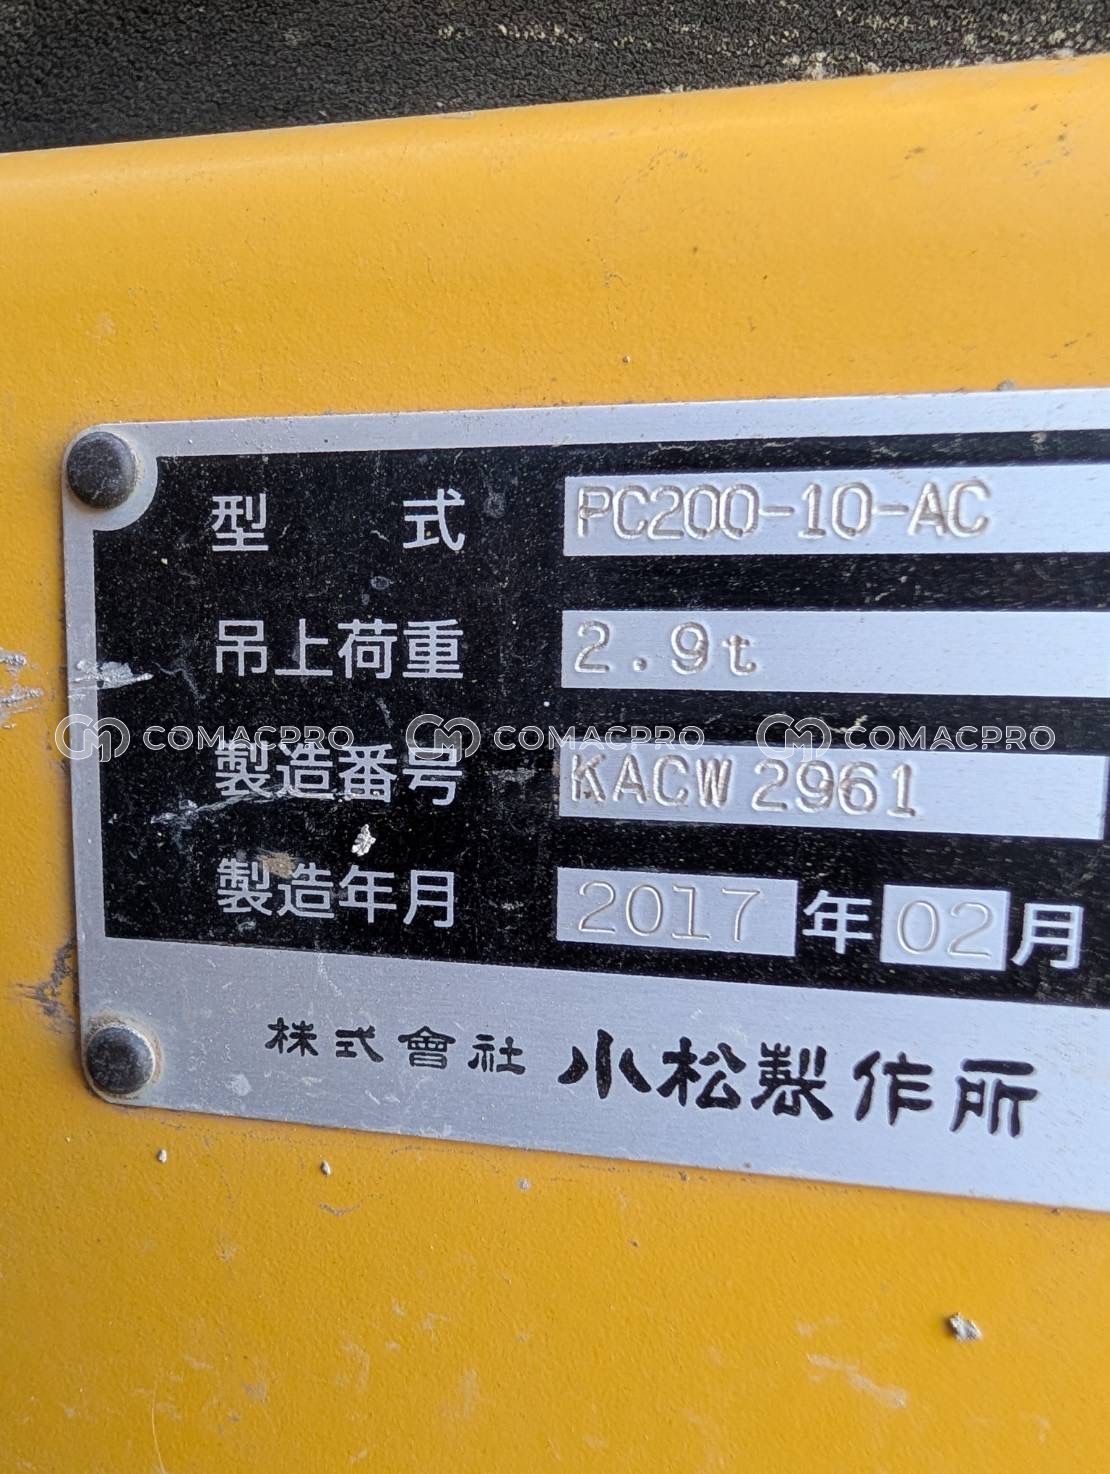 型式 PC200-10-AC
吊上荷重 2.9t
COMACPRO COMACPRO COMACPRO
製造番号 KACW 2961
製造年月 2017年02月
株式會社 小松製作所